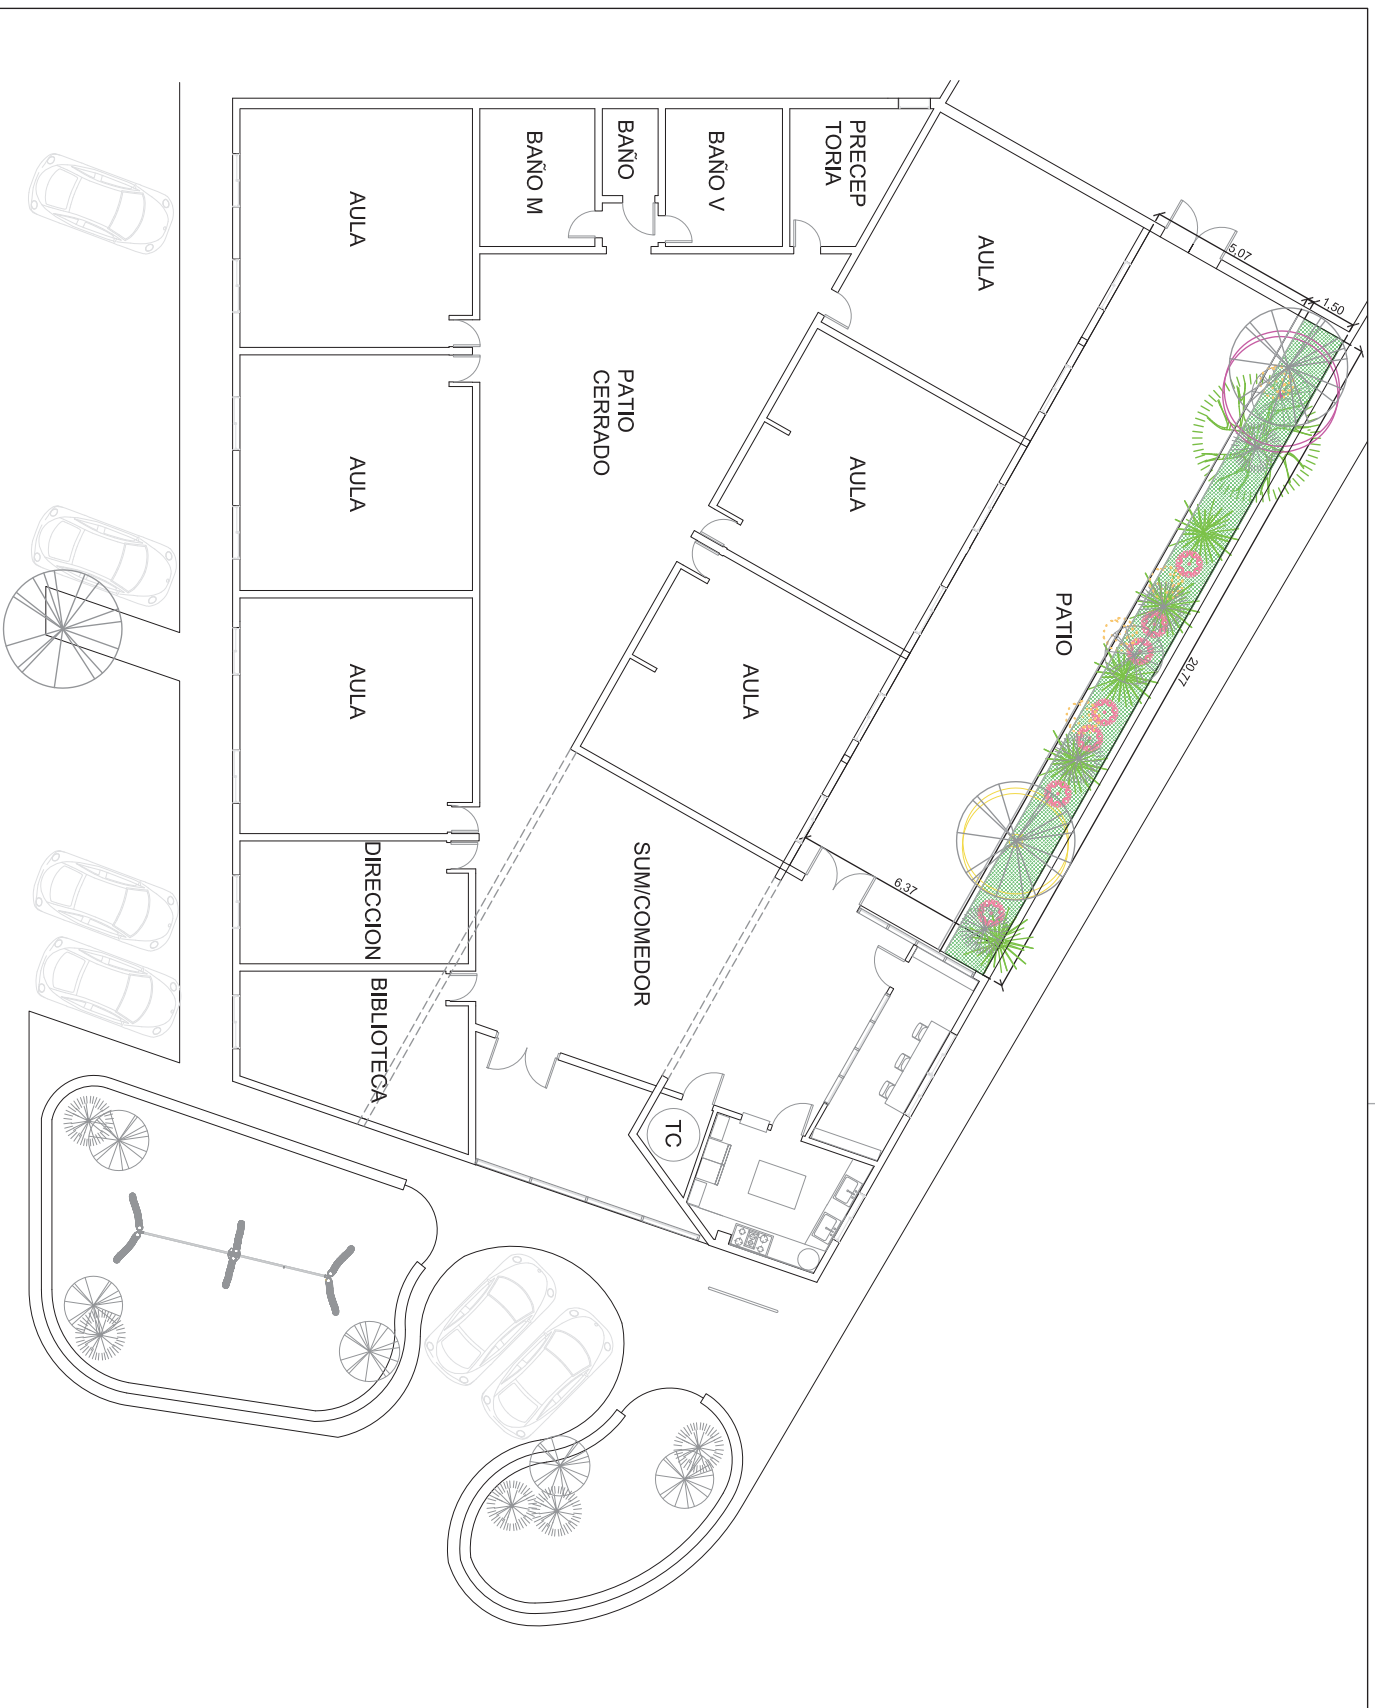 PRECEP
TORIA
BAÑO V
BAÑO
BAÑO M
AULA
AULA
5,07
1,50
PATIO
CERRADO
AULA
AULA
PATIO
20,77
AULA
AULA
SUM/COMEDOR
6,37
DIRECCION
BIBLIOTECA
TC